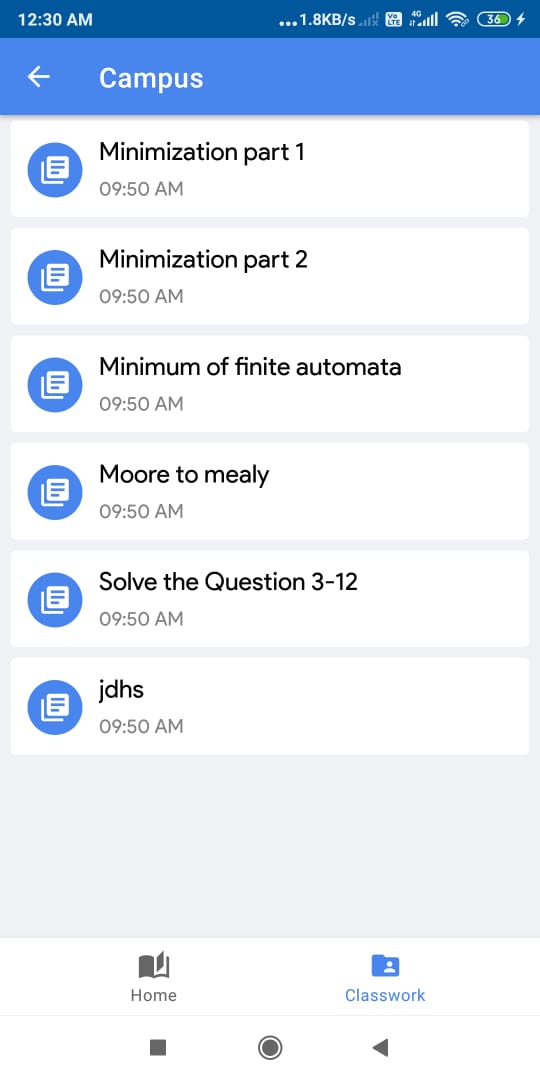 12:30 AM
...1.8KB/s
Vo
LTE
4G
36
Campus
Minimization part 1
09:50 AM
Minimization part 2
09:50 AM
Minimum of finite automata
09:50 AM
Moore to mealy
09:50 AM
Solve the Question 3-12
09:50 AM
jdhs
09:50 AM
Home
Classwork